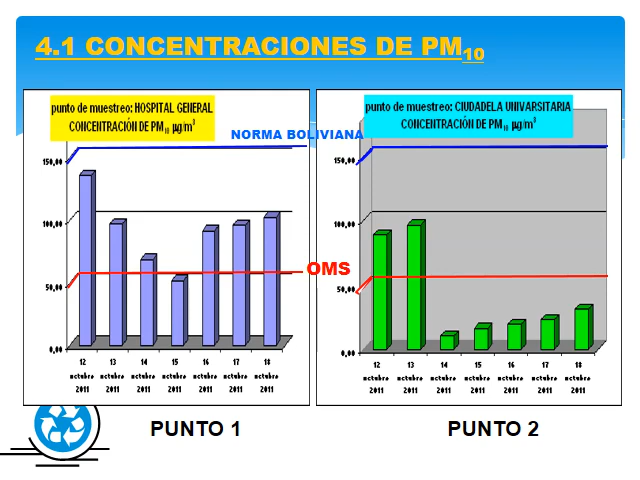 4.1 CONCENTRACIONES DE PM10
punto de muestreo: HOSPITAL GENERAL
CONCENTRACIÓN DE PM10 µg/m³
NORMA BOLIVIANA
150,00
100,00
OMS
50,00
0,00
12 13 14 15 16 17 18
octubre octubre octubre octubre octubre octubre octubre
2011 2011 2011 2011 2011 2011 2011
PUNTO 1
punto de muestreo: CIUDADELA UNIVARSITARIA
CONCENTRACIÓN DE PM10 µg/m³
150,00
100,00
50,00
0,00
12 13 14 15 16 17 18
octubre octubre octubre octubre octubre octubre octubre
2011 2011 2011 2011 2011 2011 2011
PUNTO 2